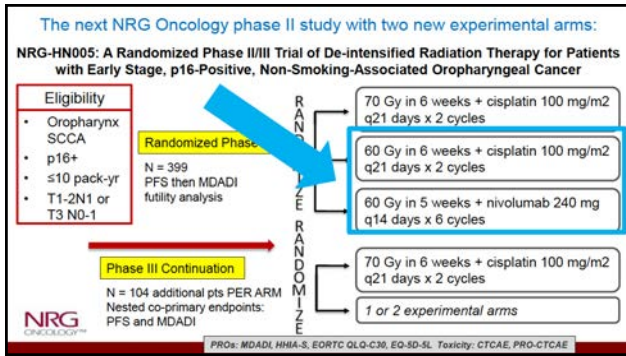 The next NRG Oncology phase II study with two new experimental arms:
NRG-HN005: A Randomized Phase II/III Trial of De-intensified Radiation Therapy for Patients
with Early Stage, p16-Positive, Non-Smoking-Associated Oropharyngeal Cancer
Eligibility
• Oropharynx
SCCA
• p16+
• ≤10 pack-yr
• T1-2N1 or
T3 N0-1
Randomized Phase
N = 399
PFS then MDADI
futility analysis
70 Gy in 6 weeks + cisplatin 100 mg/m2
q21 days x 2 cycles
60 Gy in 6 weeks + cisplatin 100 mg/m2
q21 days x 2 cycles
60 Gy in 5 weeks + nivolumab 240 mg
q14 days x 6 cycles
Phase III Continuation
N = 104 additional pts PER ARM
Nested co-primary endpoints:
PFS and MDADI
RANDOMIZE
70 Gy in 6 weeks + cisplatin 100 mg/m2
q21 days x 2 cycles
1 or 2 experimental arms
NRG
ONCOLOGY™
PROs: MDADI, HHIA-S, EORTC QLQ-C30, EQ-5D-5L Toxicity: CTCAE, PRO-CTCAE